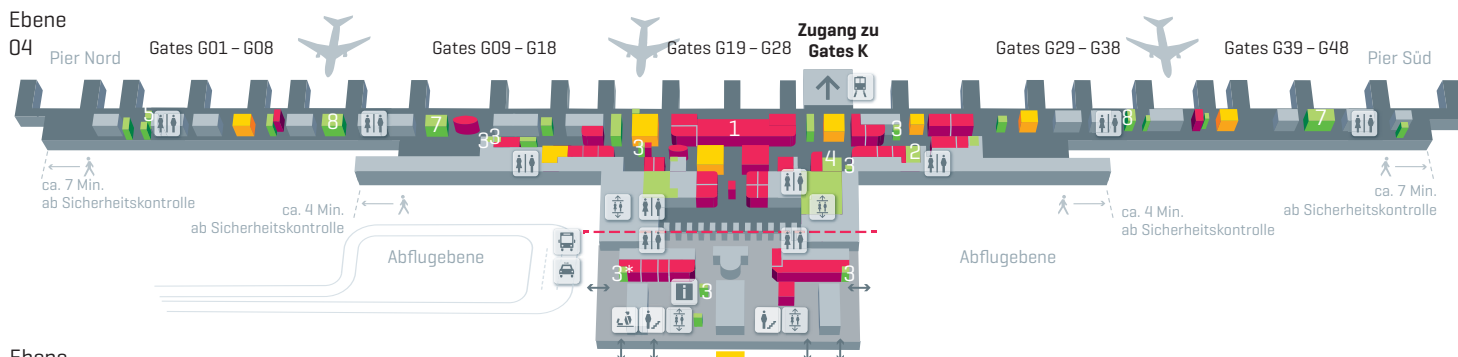 Ebene
04
Pier Nord
Gates G01 – G08
Gates G09 – G18
Gates G19 – G28
Zugang zu
Gates K
Gates G29 – G38
Gates G39 – G48
Pier Süd
5
8
7
3
3
3
1
3
4
3
2
8
7
ca. 7 Min.
ab Sicherheitskontrolle
ca. 4 Min.
ab Sicherheitskontrolle
ca. 4 Min.
ab Sicherheitskontrolle
ca. 7 Min.
ab Sicherheitskontrolle
Abflugebene
Abflugebene
3*
3
3
i
Ebene